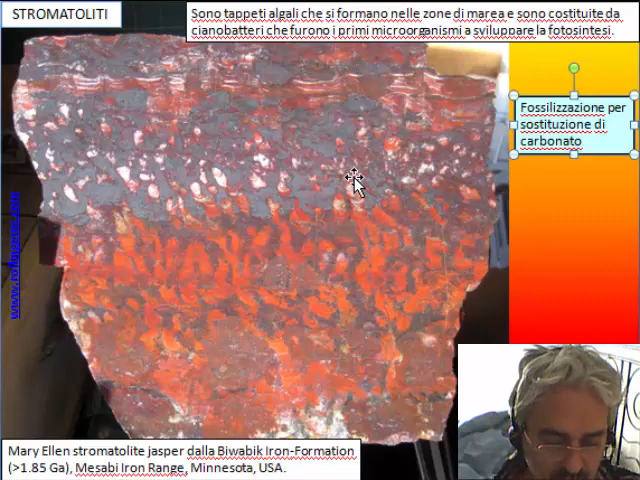 STROMATOLITI
Sono tappeti algali che si formano nelle zone di marea e sono costituite da
cianobatteri che furono i primi microorganismi a sviluppare la fotosintesi.
Fossilizzazione per
sostituzione di
carbonato
Mary Ellen stromatolite jasper dalla Biwabik Iron-Formation
(>1.85 Ga), Mesabi Iron Range, Minnesota, USA.